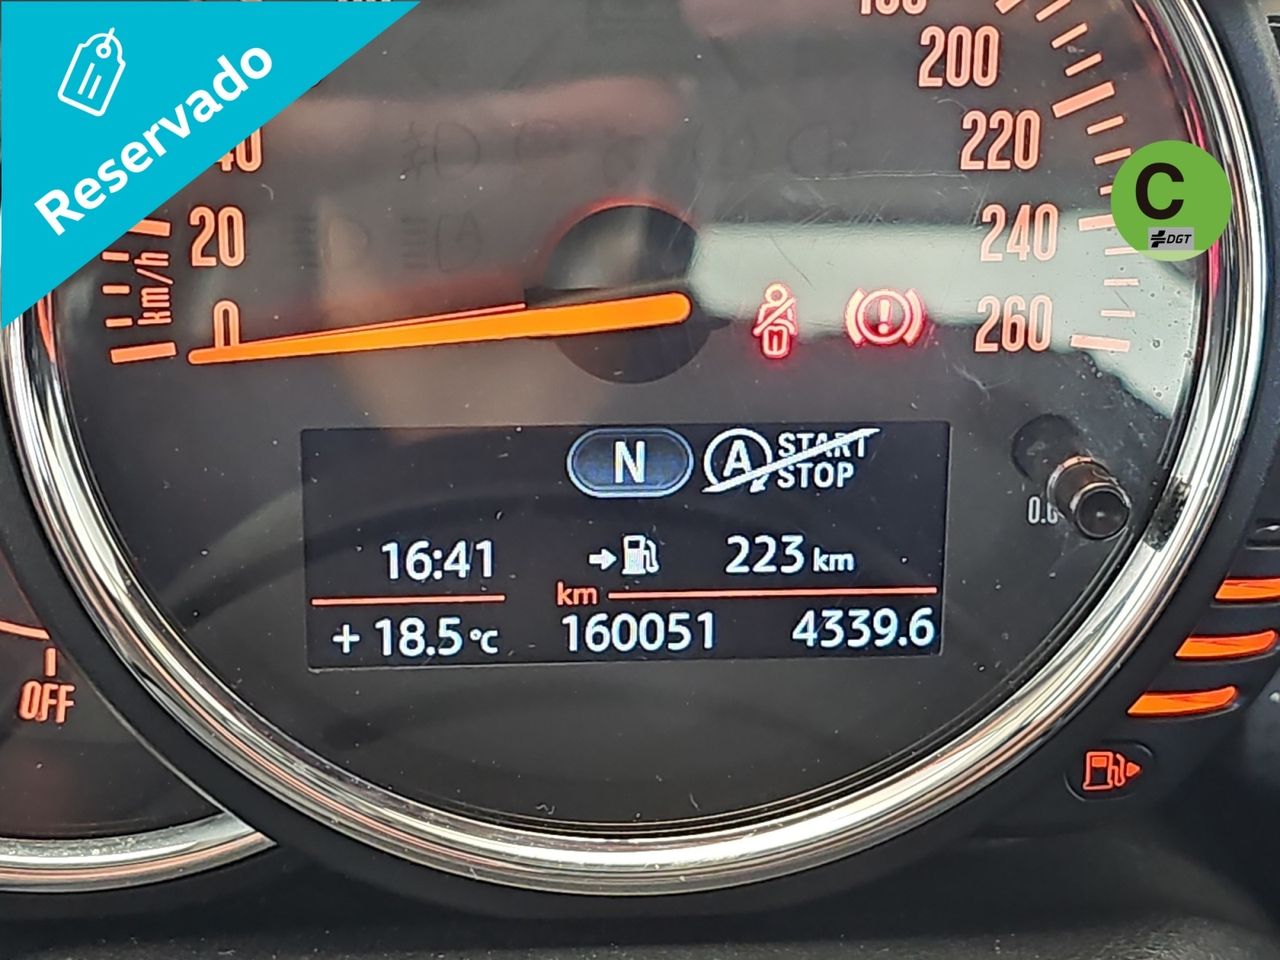 Reservado
200
220
20
C
DGT
240
km/h
0
260
N
A
START
STOP
0.0
16:41
223 km
km
+ 18.5 °C
160051
4339.6
OFF